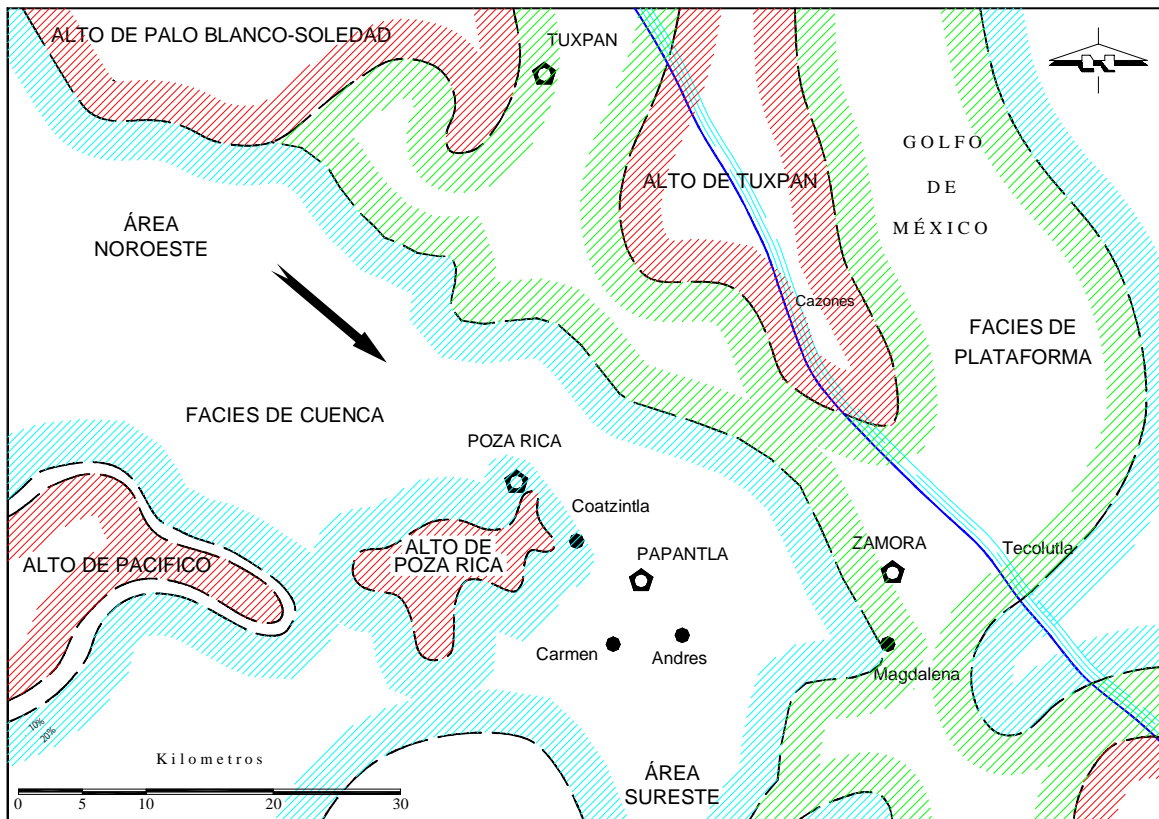 ALTO DE PALO BLANCO-SOLEDAD
TUXPAN
GOLFO
DE
MÉXICO
ALTO DE TUXPAN
ÁREA
NOROESTE
Cazones
FACIES DE
PLATAFORMA
FACIES DE CUENCA
POZA RICA
Coatzintla
ALTO DE
POZA RICA
ALTO DE PACIFICO
PAPANTLA
ZAMORA
Tecolutla
Carmen
Andres
Magdalena
10%
20%
Kilometros
0 5 10 20 30
ÁREA
SURESTE